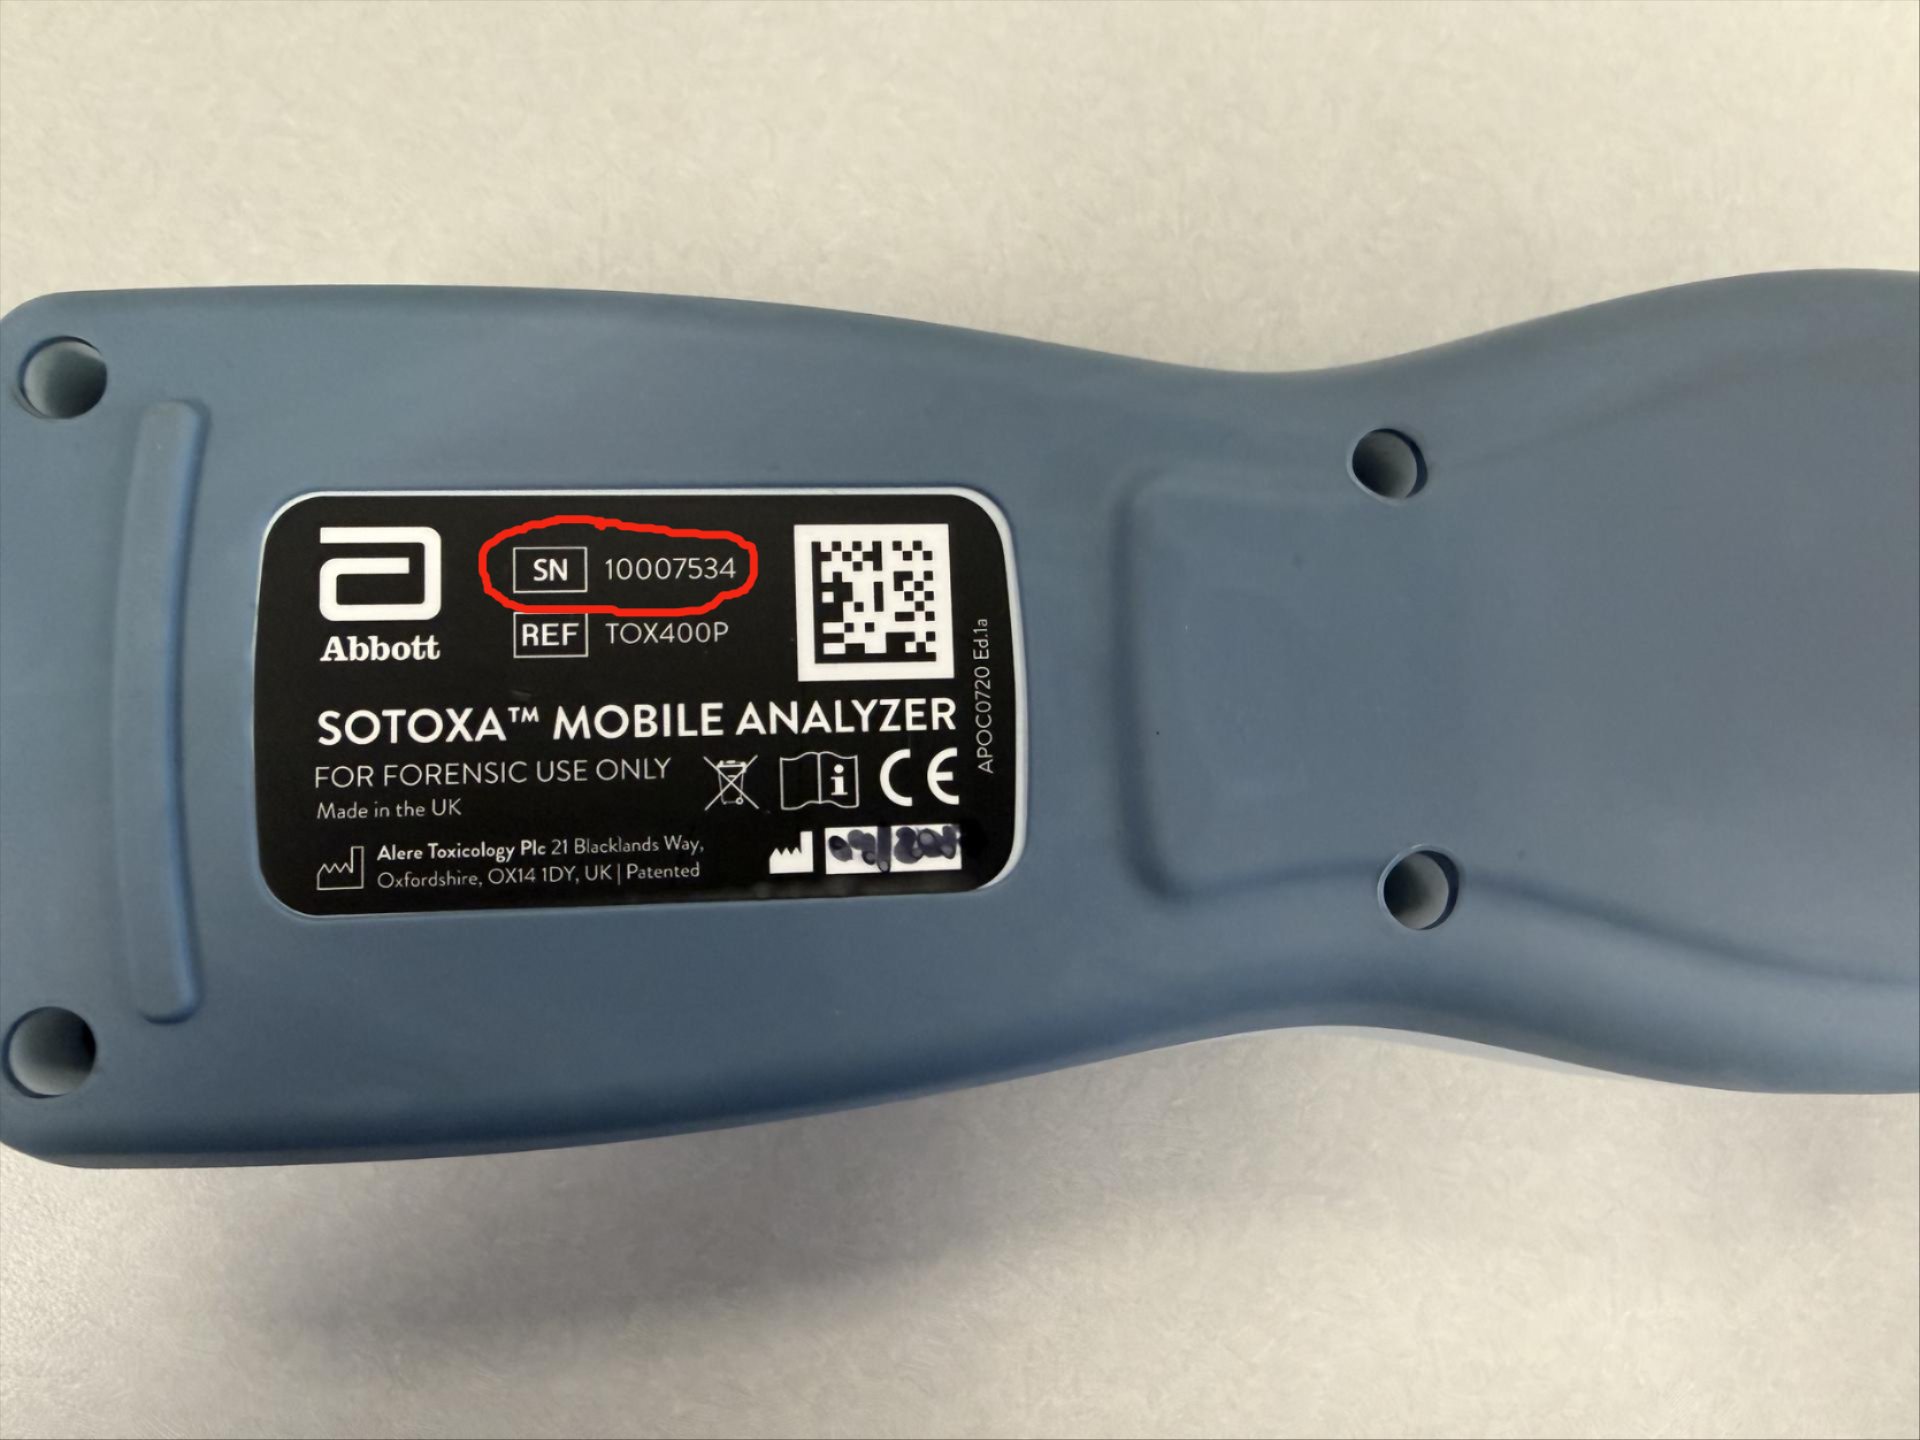 Abbott
SN 10007534
REF TOX400P
APOC0720 Ed.1a
SOTOXA™ MOBILE ANALYZER
FOR FORENSIC USE ONLY
Made in the UK
Alere Toxicology Plc 21 Blacklands Way,
Oxfordshire, OX14 1DY, UK | Patented
CE